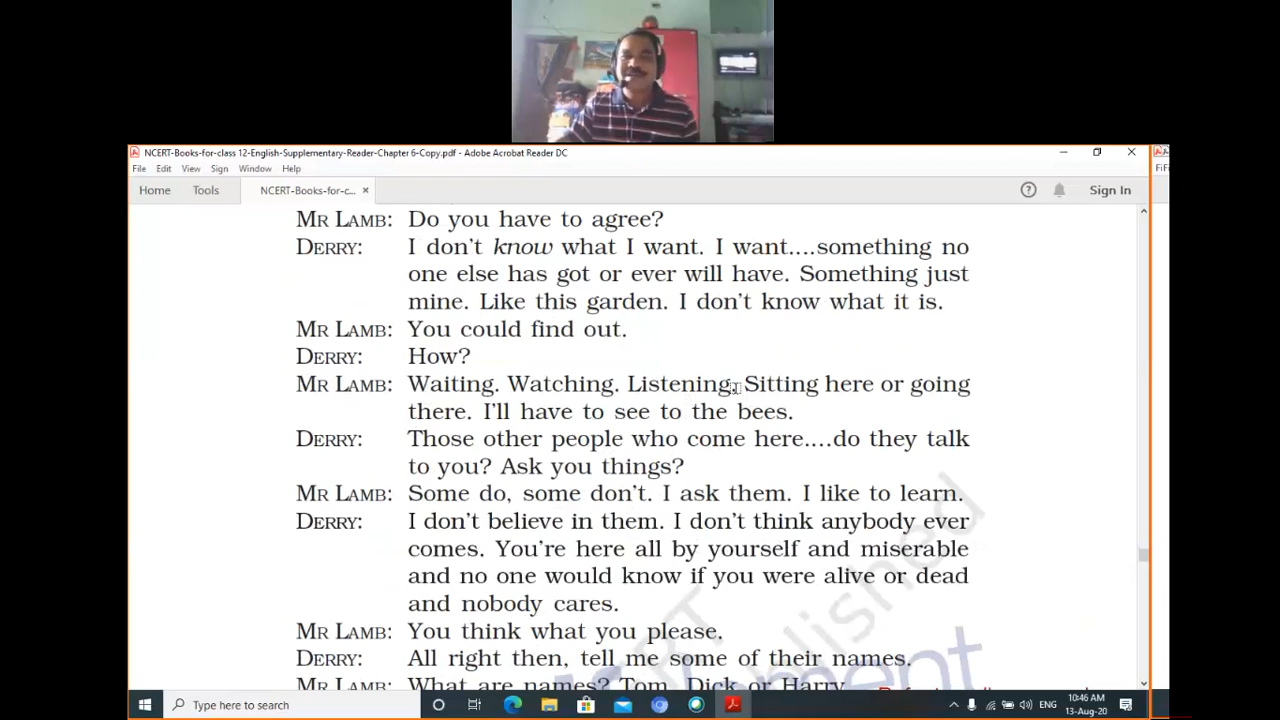 NCERT-Books-for-class 12-English-Supplementary-Reader-Chapter 6-Copy.pdf - Adobe Acrobat Reader DC
File Edit View Sign Window Help
Home Tools NCERT-Books-for-c... × Sign In
FiFi
MR LAMB: Do you have to agree?
DERRY: I don't know what I want. I want....something no
one else has got or ever will have. Something just
mine. Like this garden. I don't know what it is.
MR LAMB: You could find out.
DERRY: How?
MR LAMB: Waiting. Watching. Listening. Sitting here or going
there. I'll have to see to the bees.
DERRY: Those other people who come here....do they talk
to you? Ask you things?
MR LAMB: Some do, some don't. I ask them. I like to learn.
DERRY: I don't believe in them. I don't think anybody ever
comes. You're here all by yourself and miserable
and no one would know if you were alive or dead
and nobody cares.
MR LAMB: You think what you please.
DERRY: All right then, tell me some of their names.
MR LAMB: What are names? Tom, Dick or Harry
Type here to search
ENG
10:46 AM
13-Aug-20